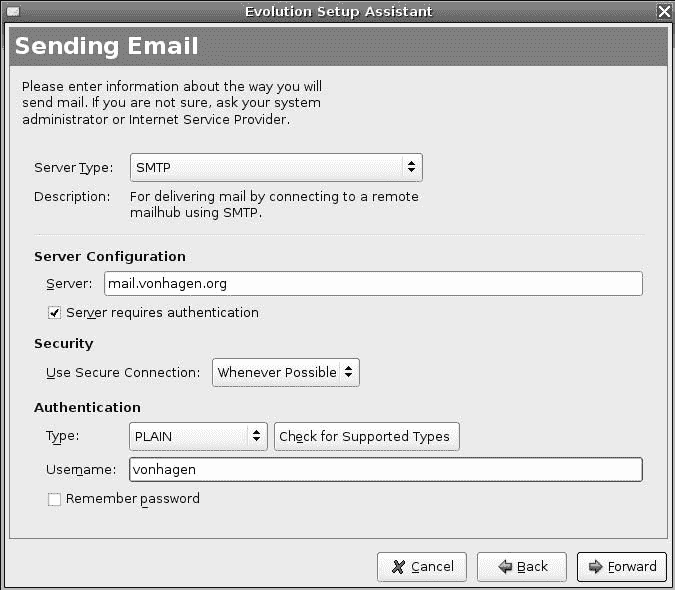 Evolution Setup Assistant
Sending Email
Please enter information about the way you will
send mail. If you are not sure, ask your system
administrator or Internet Service Provider.
Server Type: SMTP
Description: For delivering mail by connecting to a remote
mailhub using SMTP.
Server Configuration
Server: mail.vonhagen.org
Server requires authentication
Security
Use Secure Connection: Whenever Possible
Authentication
Type: PLAIN Check for Supported Types
Username: vonhagen
Remember password
Cancel Back Forward